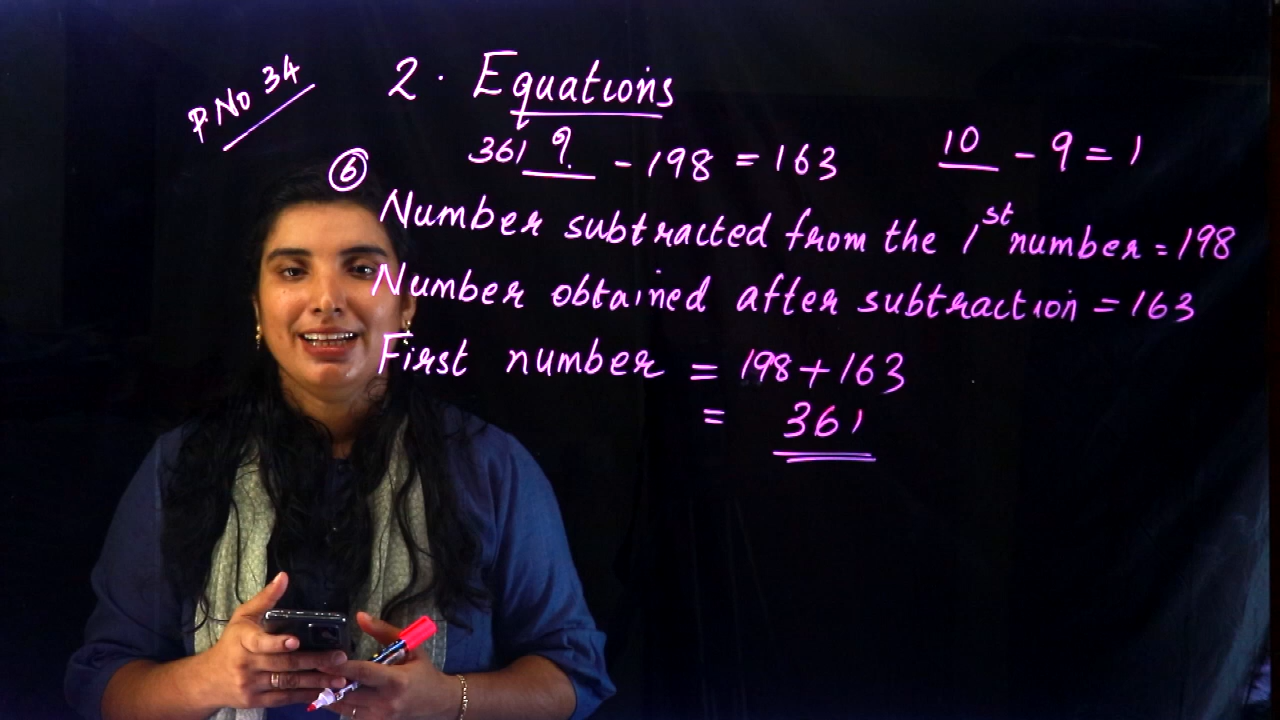 P.No 34
2. Equations
⑥ 361 ? - 198 = 163
10 - 9 = 1
Number subtracted from the 1st number = 198
Number obtained after subtraction = 163
First number = 198 + 163
= 361